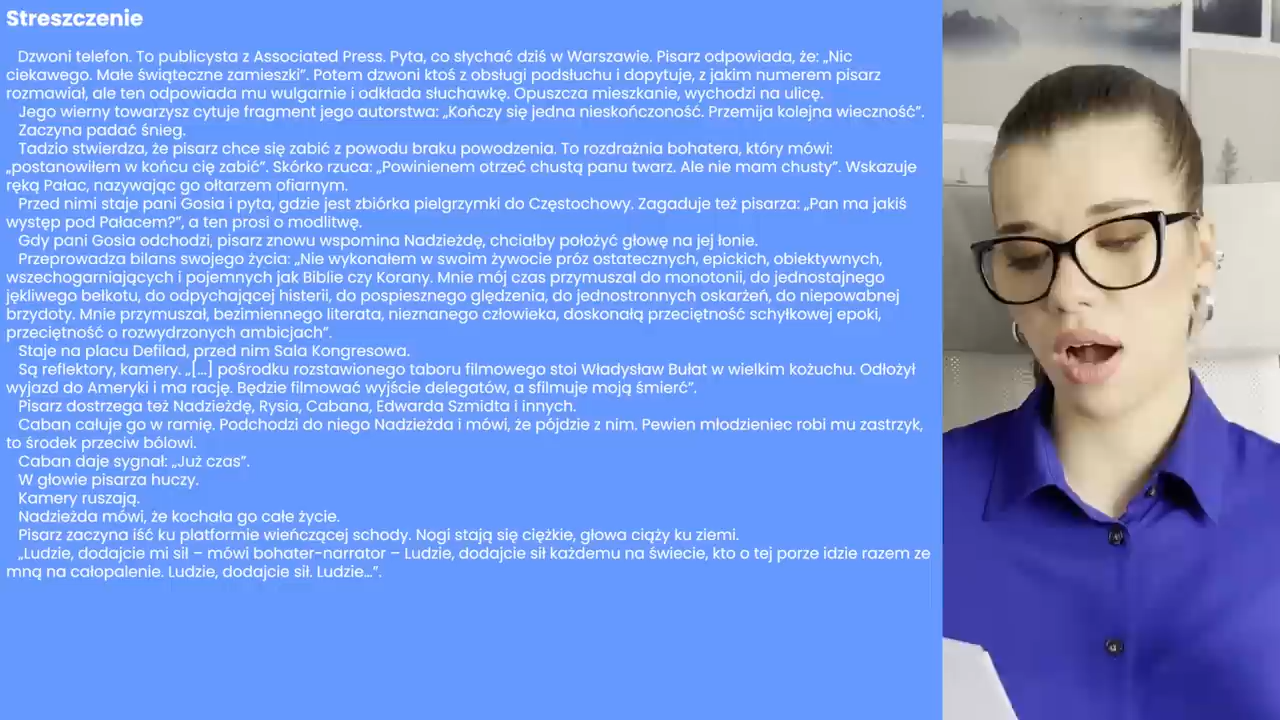 Streszczenie
Dzwoni telefon. To publicysta z Associated Press. Pyta, co słychać dziś w Warszawie. Pisarz odpowiada, że: „Nic
ciekawego. Małe świąteczne zamieszki”. Potem dzwoni ktoś z obsługi podsłuchu i dopytuje, z jakim numerem pisarz
rozmawiał, ale ten odpowiada mu wulgarnie i odkłada słuchawkę. Opuszcza mieszkanie, wychodzi na ulicę.
Jego wierny towarzysz cytuje fragment jego autorstwa: „Kończy się jedna nieskończoność. Przemija kolejna wieczność”.
Zaczyna padać śnieg.
Tadzio stwierdza, że pisarz chce się zabić z powodu braku powodzenia. To rozdrażnia bohatera, który mówi:
„postanowiłem w końcu cię zabić”. Skórko rzuca: „Powinienem otrzeć chustą panu twarz. Ale nie mam chusty”. Wskazuje
ręką Pałac, nazywając go ołtarzem ofiarnym.
Przed nimi staje pani Gosia i pyta, gdzie jest zbiórka pielgrzymki do Częstochowy. Zagaduje też pisarza: „Pan ma jakiś
występ pod Pałacem?”, a ten prosi o modlitwę.
Gdy pani Gosia odchodzi, pisarz znowu wspomina Nadzieżdę, chciałby położyć głowę na jej łonie.
Przeprowadza bilans swojego życia: „Nie wykonałem w swoim żywocie próz ostatecznych, epickich, obiektywnych,
wszechogarniających i pojemnych jak Biblie czy Korany. Mnie mój czas przymuszał do monotonii, do jednostajnego
jękliwego bełkotu, do odpychającej histerii, do pospiesznego ględzenia, do jednostronnych oskarżeń, do niepowabnej
brzydoty. Mnie przymuszał, bezimiennego literata, nieznanego człowieka, doskonałą przeciętność schyłkowej epoki,
przeciętność o rozwydrzonych ambicjach”.
Staje na placu Defilad, przed nim Sala Kongresowa.
Są reflektory, kamery. „[...] pośrodku rozstawionego taboru filmowego stoi Władysław Bułat w wielkim kożuchu. Odłożył
wyjazd do Ameryki i ma rację. Będzie filmować wyjście delegatów, a sfilmuje moją śmierć”.
Pisarz dostrzega też Nadzieżdę, Rysia, Cabana, Edwarda Szmidta i innych.
Caban całuje go w ramię. Podchodzi do niego Nadzieżda i mówi, że pójdzie z nim. Pewien młodzieniec robi mu zastrzyk,
to środek przeciw bólowi.
Caban daje sygnał: „Już czas”.
W głowie pisarza huczy.
Kamery ruszają.
Nadzieżda mówi, że kochała go całe życie.
Pisarz zaczyna iść ku platformie wieńczącej schody. Nogi stają się ciężkie, głowa ciąży ku ziemi.
„Ludzie, dodajcie mi sił – mówi bohater-narrator – Ludzie, dodajcie sił każdemu na świecie, kto o tej porze idzie razem ze
mną na całopalenie. Ludzie, dodajcie sił. Ludzie…”.